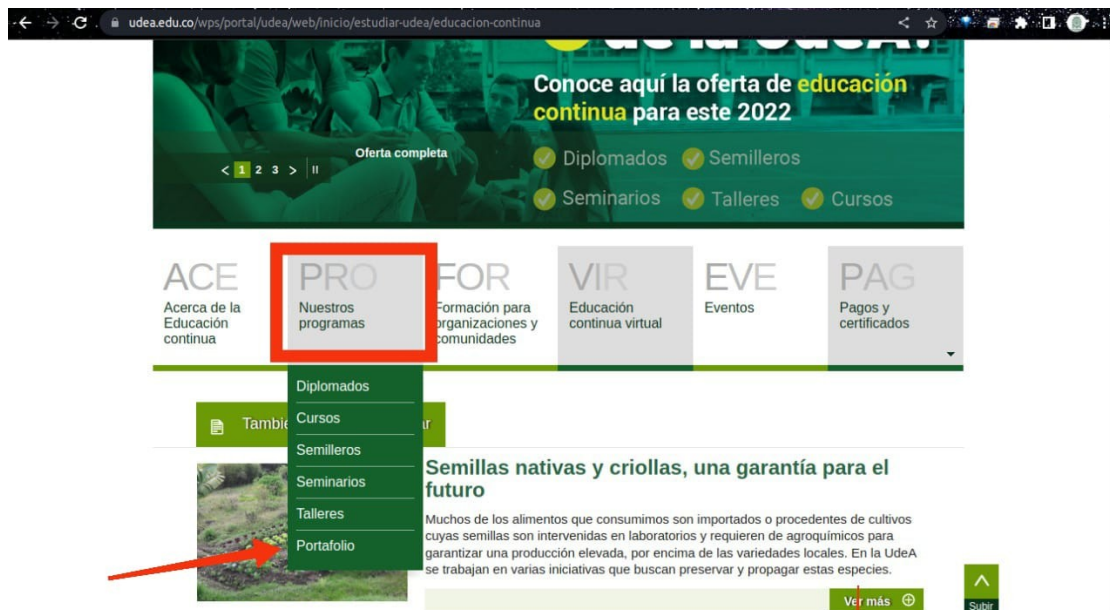 udea.edu.co/wps/portal/udea/web/inicio/estudiar-udea/educacion-continua
de la UdeA!
Conoce aquí la oferta de educación
continua para este 2022
Oferta completa
< 1 2 3 > II
Diplomados Semilleros
Seminarios Talleres Cursos
ACE
Acerca de la
Educación
continua
PRO
Nuestros
programas
FOR
Formación para
organizaciones y
comunidades
VIR
Educación
continua virtual
EVE
Eventos
PAG
Pagos y
certificados
Diplomados
Cursos
Semilleros
Seminarios
Talleres
Portafolio
Semillas nativas y criollas, una garantía para el
futuro
Muchos de los alimentos que consumimos son importados o procedentes de cultivos
cuyas semillas son intervenidas en laboratorios y requieren de agroquímicos para
garantizar una producción elevada, por encima de las variedades locales. En la UdeA
se trabajan en varias iniciativas que buscan preservar y propagar estas especies.
Ver más
Subir